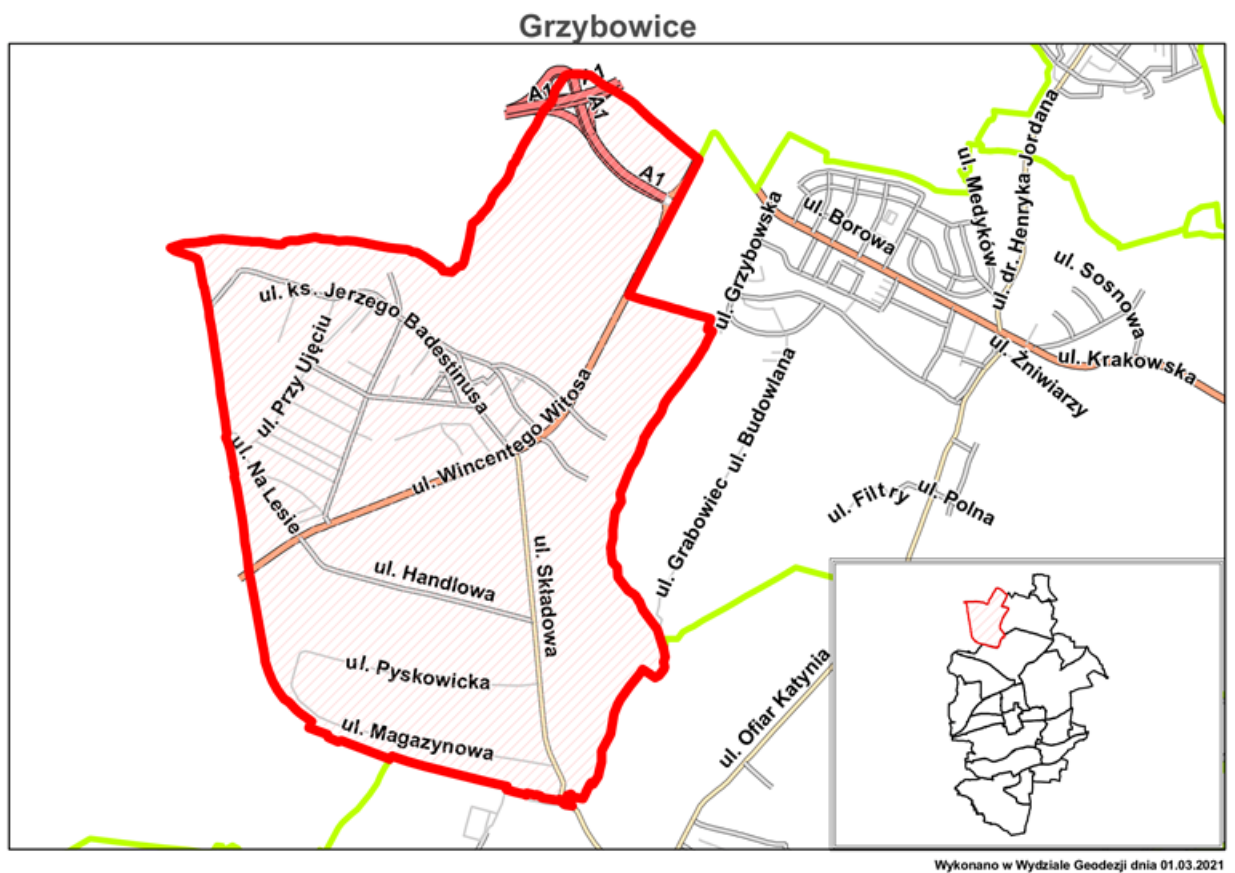 Grzybowice
A1
A1
A1
A1
ul. dr. Henryka Jordana
ul. Medyków
ul. Borowa
ul. Grzybowska
ul. Sosnowa
ul. ks. Jerzego Badestinusa
ul. Przy Ujęciu
ul. Żniwiarzy
ul. Krakowska
ul. Budowlana
ul. Wincentego Witosa
ul. Na Lesie
ul. Grabowiec
ul. Filtry
ul. Polna
ul. Handlowa
ul. Składowa
ul. Pyskowicka
ul. Magazynowa
ul. Ofiar Katynia
Wykonano w Wydziale Geodezji dnia 01.03.2021